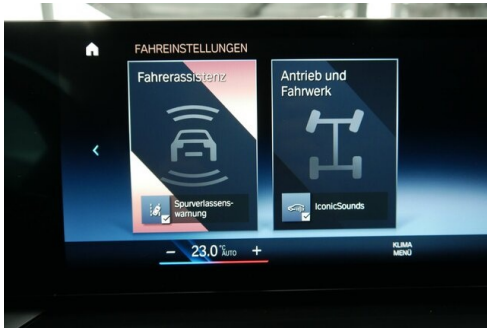 FAHREINSTELLUNGEN
Fahrerassistenz
Spurverlassens-
warnung
Antrieb und
Fahrwerk
IconicSounds
– 23.0 °C AUTO +
KLIMA
MENÜ